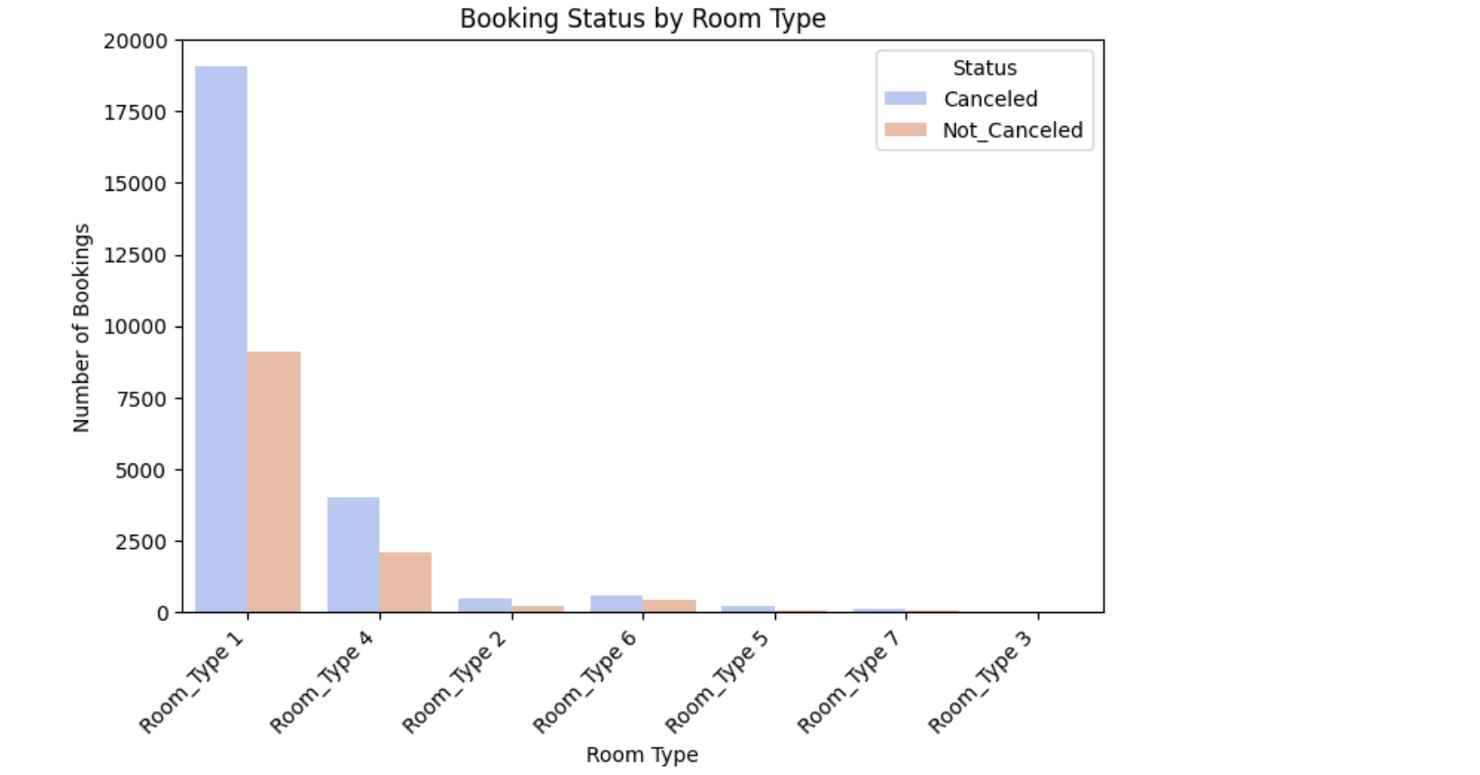 Booking Status by Room Type
Status
Canceled
Not_Canceled
Number of Bookings
20000
17500
15000
12500
10000
7500
5000
2500
0
Room_Type 1
Room_Type 4
Room_Type 2
Room_Type 6
Room_Type 5
Room_Type 7
Room_Type 3
Room Type